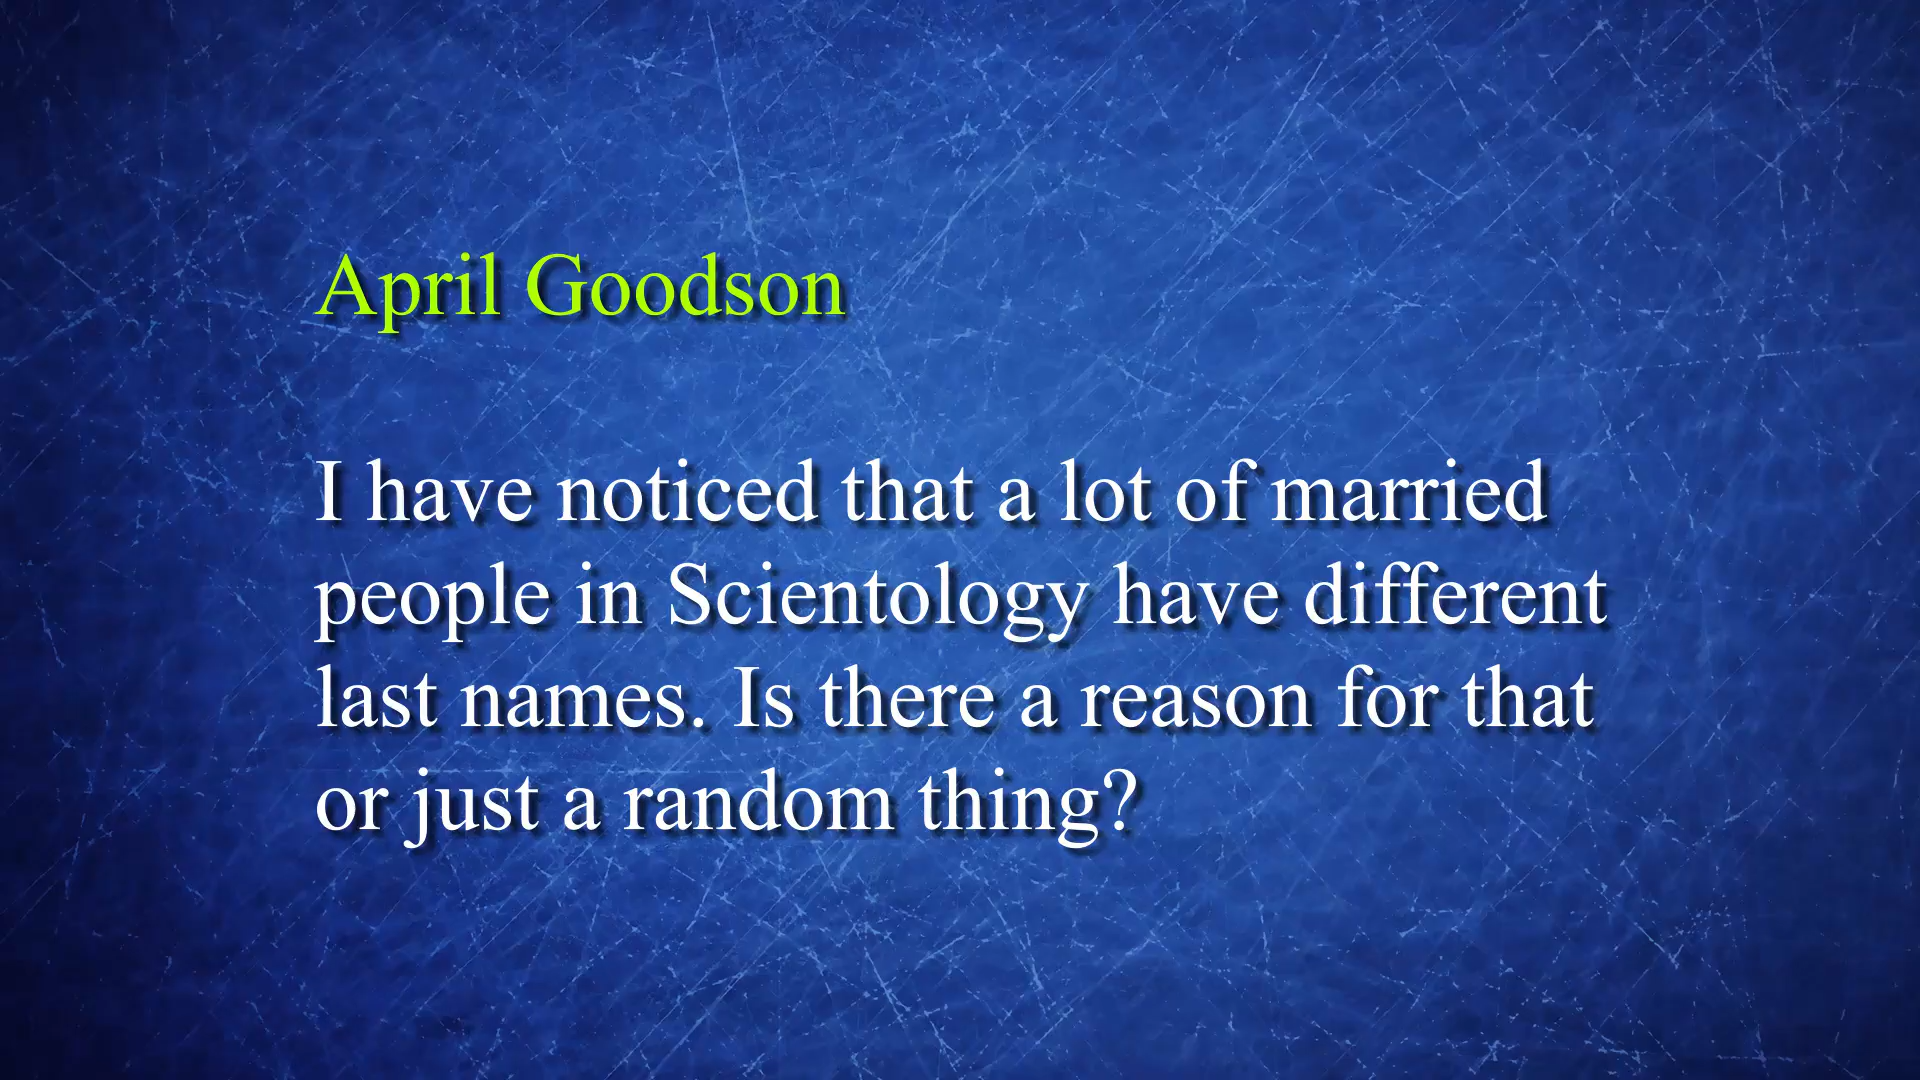 April Goodson
I have noticed that a lot of married
people in Scientology have different
last names. Is there a reason for that
or just a random thing?